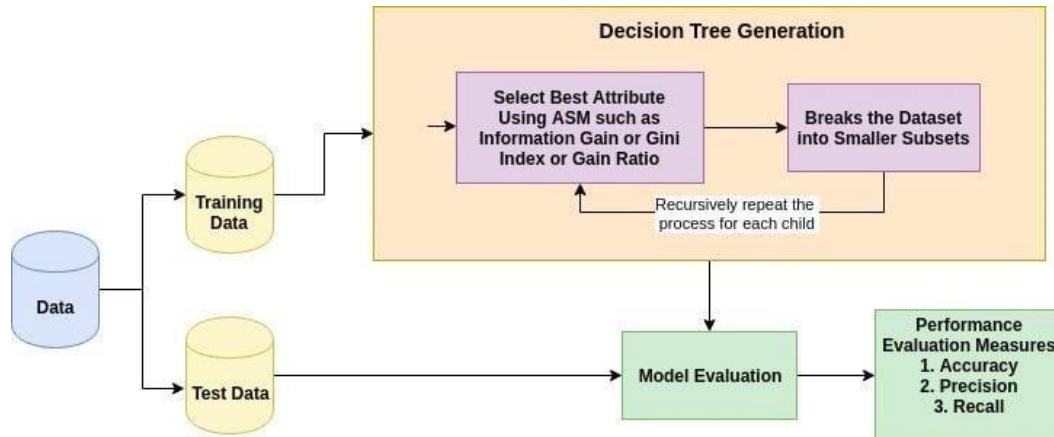 Decision Tree Generation
Select Best Attribute
Using ASM such as
Information Gain or Gini
Index or Gain Ratio
Breaks the Dataset
into Smaller Subsets
Recursively repeat the
process for each child
Training
Data
Data
Test Data
Model Evaluation
Performance
Evaluation Measures
1. Accuracy
2. Precision
3. Recall